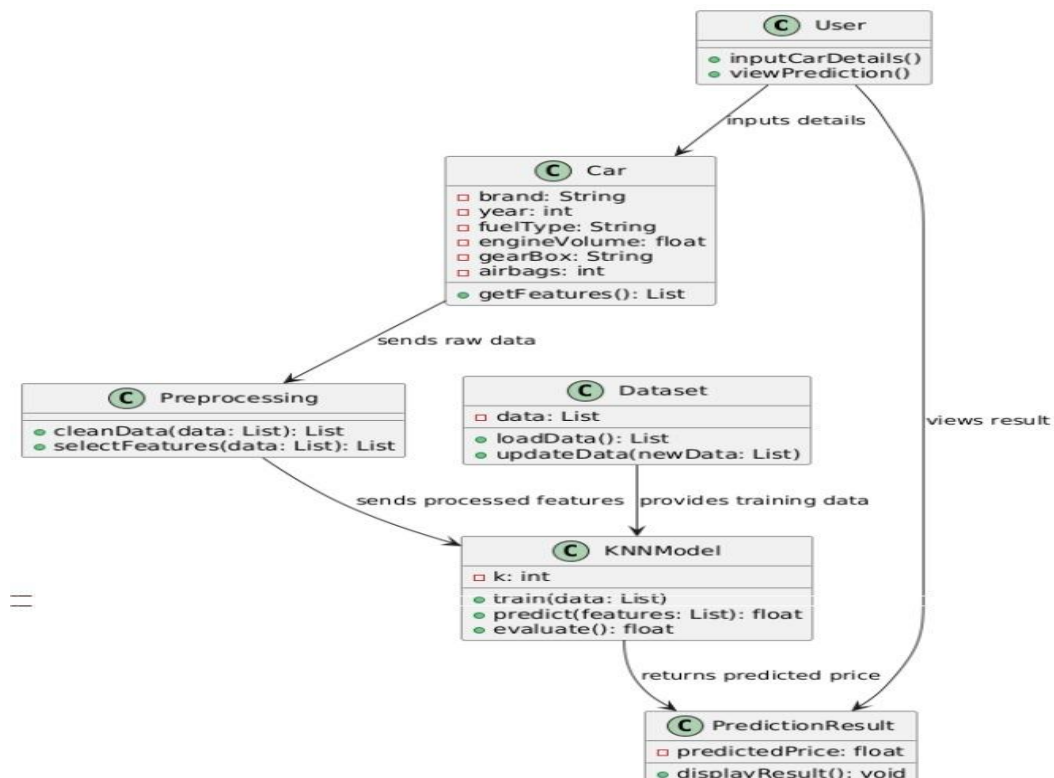 C User
inputCarDetails()
viewPrediction()
inputs details
C Car
brand: String
year: int
fuelType: String
engineVolume: float
gearBox: String
airbags: int
getFeatures(): List
sends raw data
C Preprocessing
cleanData(data: List): List
selectFeatures(data: List): List
C Dataset
data: List
loadData(): List
updateData(newData: List)
views result
sends processed features
provides training data
C KNNModel
k: int
train(data: List)
predict(features: List): float
evaluate(): float
returns predicted price
C PredictionResult
predictedPrice: float
displayResult(): void